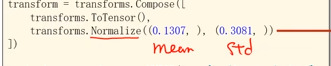 transform = transforms.Compose([
transforms.ToTensor(),
transforms.Normalize((0.1307, ), (0.3081, ))
])
mean std